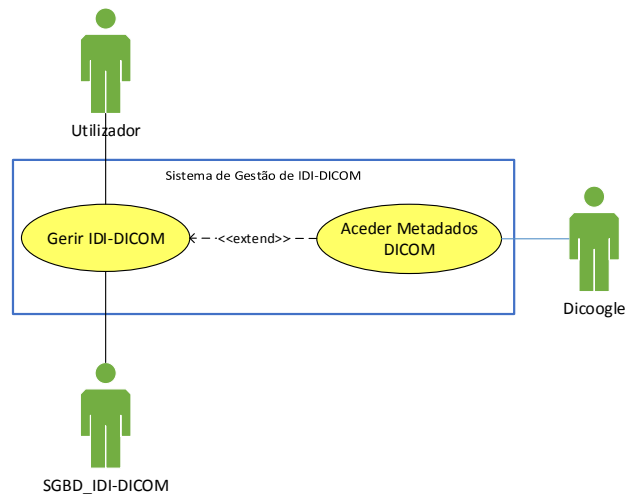 Utilizador
Sistema de Gestão de IDI-DICOM
Gerir IDI-DICOM
<<extend>>
Aceder Metadados
DICOM
Dicoogle
SGBD_IDI-DICOM